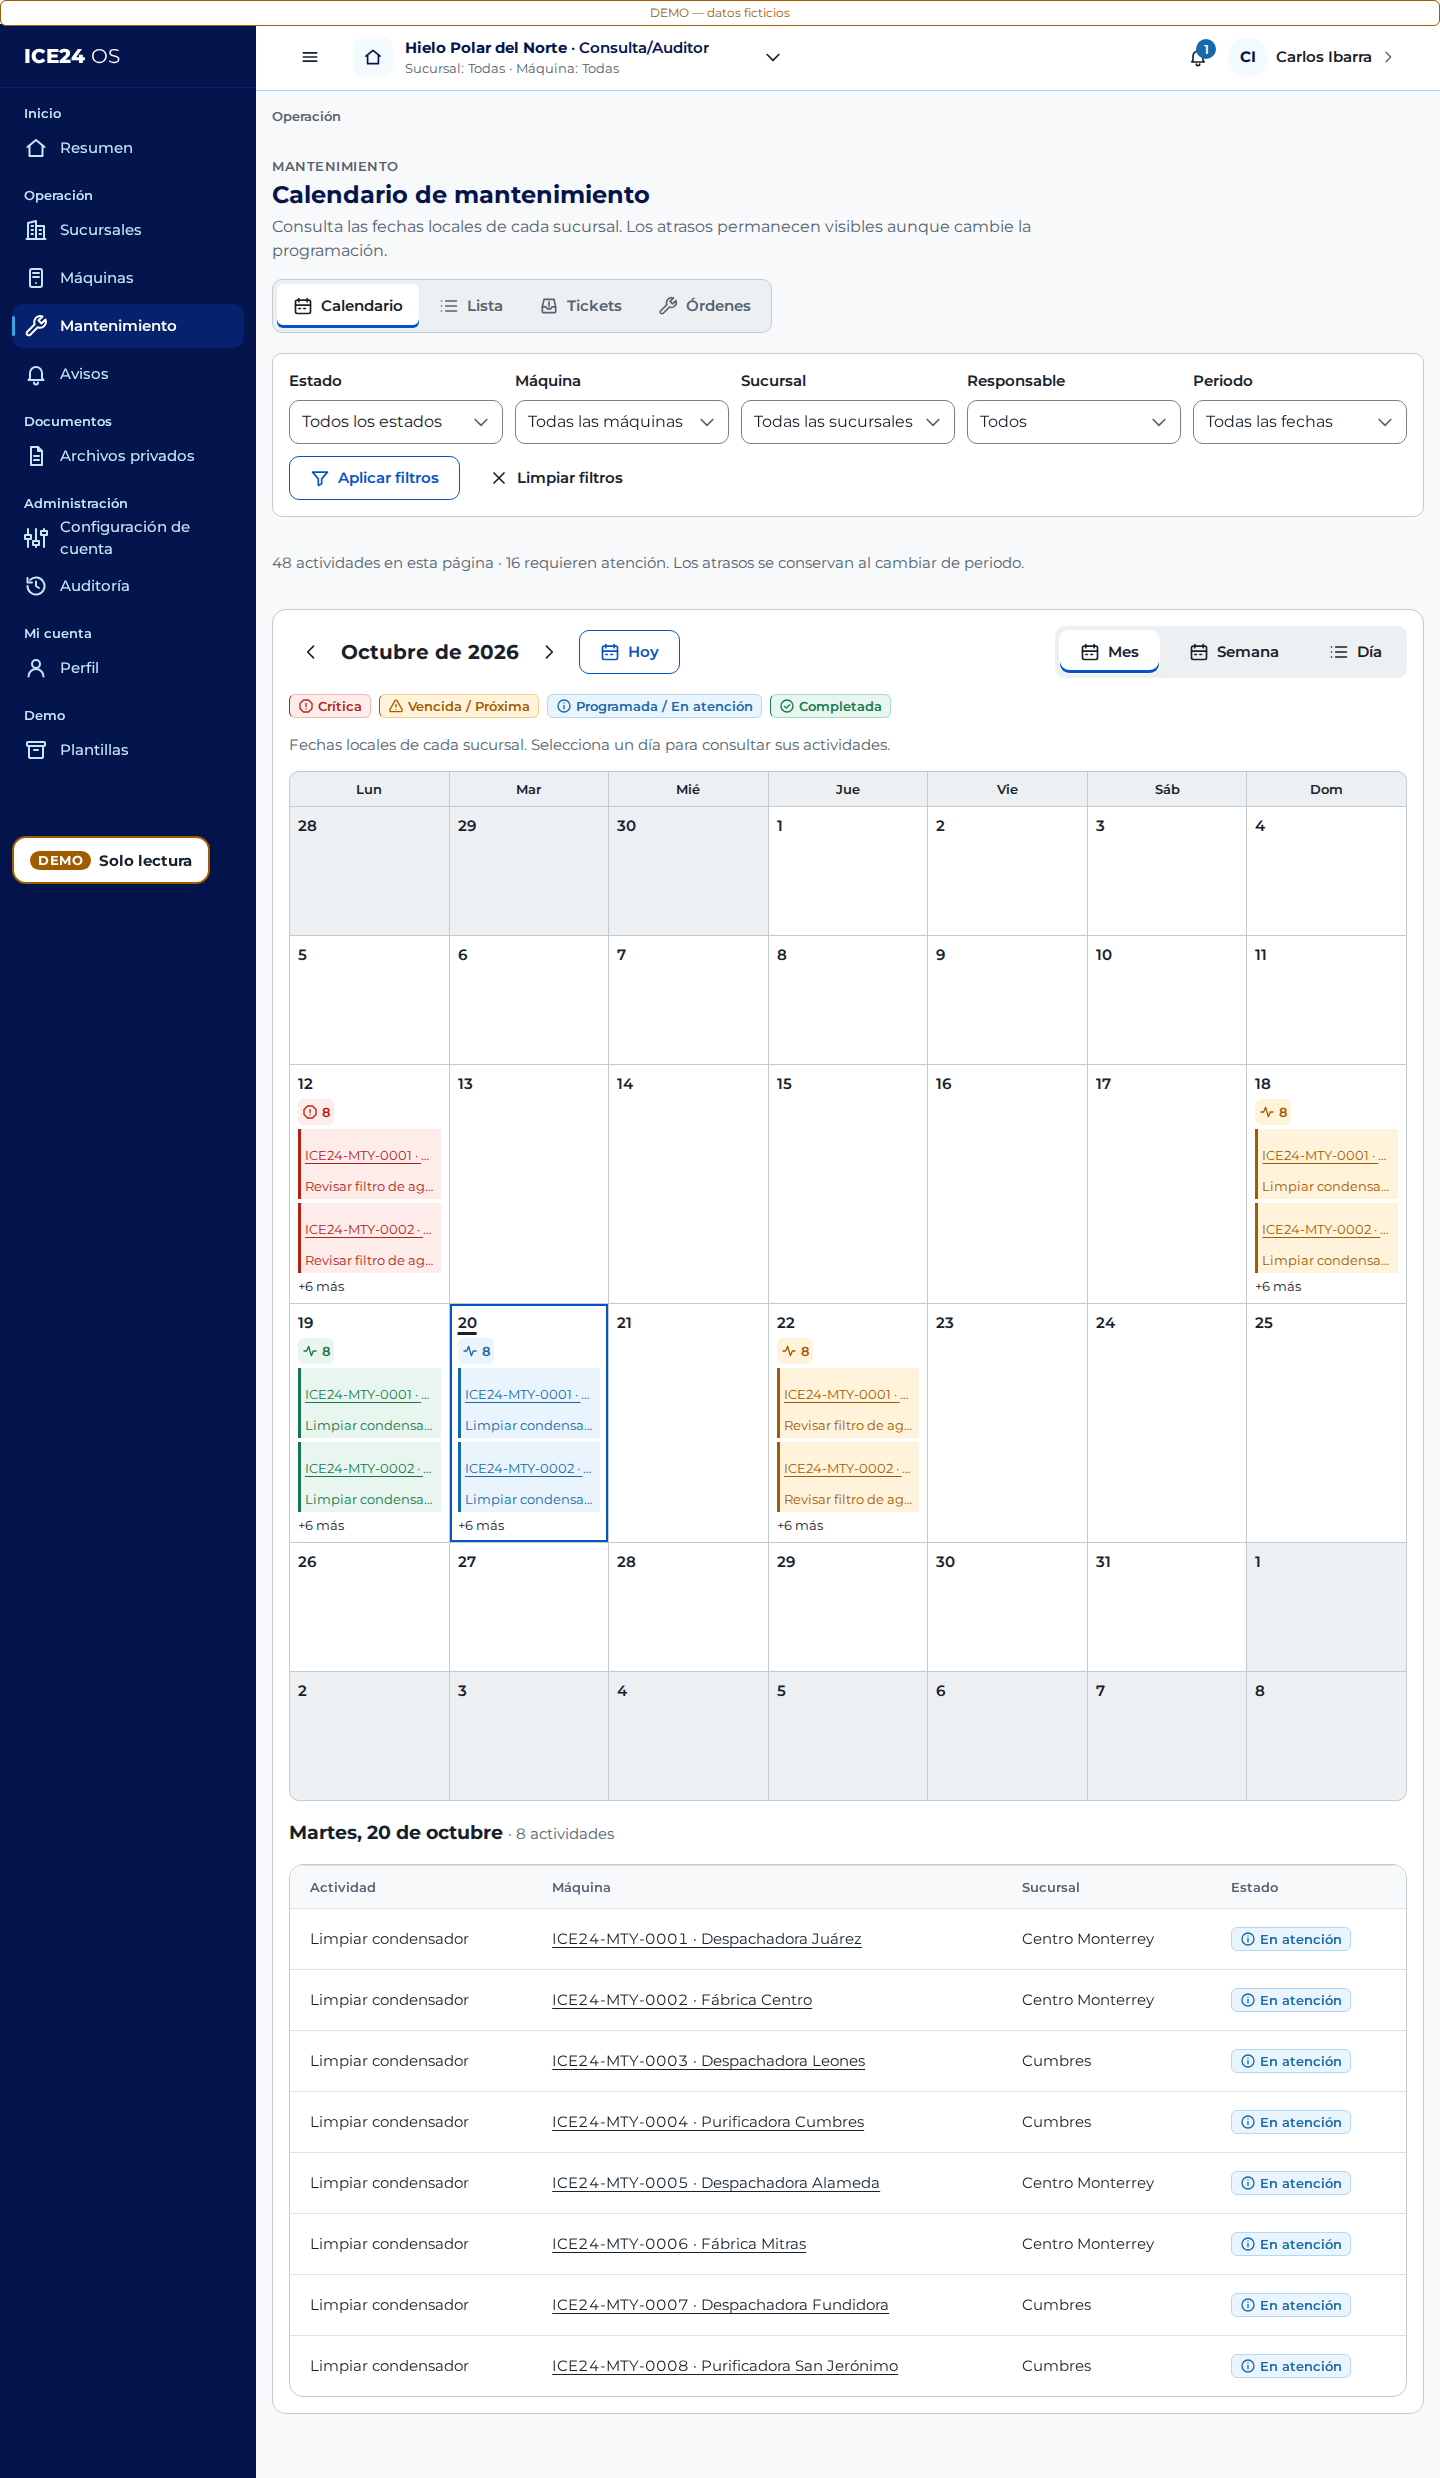 DEMO — datos ficticios
ICE24 OS
Inicio
Resumen
Operación
Sucursales
Máquinas
Mantenimiento
Avisos
Documentos
Archivos privados
Administración
Configuración de
cuenta
Auditoría
Mi cuenta
Perfil
Demo
Plantillas
DEMO Solo lectura
Hielo Polar del Norte · Consulta/Auditor
Sucursal: Todas · Máquina: Todas
1
CI
Carlos Ibarra
Operación
MANTENIMIENTO
Calendario de mantenimiento
Consulta las fechas locales de cada sucursal. Los atrasos permanecen visibles aunque cambie la
programación.
Calendario Lista Tickets Órdenes
Estado Máquina Sucursal Responsable Periodo
Todos los estados Todas las máquinas Todas las sucursales Todos Todas las fechas
Aplicar filtros Limpiar filtros
48 actividades en esta página · 16 requieren atención. Los atrasos se conservan al cambiar de periodo.
Octubre de 2026 Hoy Mes Semana Día
Crítica Vencida / Próxima Programada / En atención Completada
Fechas locales de cada sucursal. Selecciona un día para consultar sus actividades.
Lun Mar Mié Jue Vie Sáb Dom
28 29 30 1 2 3 4
5 6 7 8 9 10 11
12 13 14 15 16 17 18
8 8
ICE24-MTY-0001 · ... ICE24-MTY-0001 · ...
Revisar filtro de ag... Limpiar condensa...
ICE24-MTY-0002 · ... ICE24-MTY-0002 · ...
Revisar filtro de ag... Limpiar condensa...
+6 más +6 más
19 20 21 22 23 24 25
8 8 8
ICE24-MTY-0001 · ... ICE24-MTY-0001 · ... ICE24-MTY-0001 · ...
Limpiar condensa... Limpiar condensa... Revisar filtro de ag...
ICE24-MTY-0002 · ... ICE24-MTY-0002 · ... ICE24-MTY-0002 · ...
Limpiar condensa... Limpiar condensa... Revisar filtro de ag...
+6 más +6 más +6 más
26 27 28 29 30 31 1
2 3 4 5 6 7 8
Martes, 20 de octubre · 8 actividades
Actividad Máquina Sucursal Estado
Limpiar condensador ICE24-MTY-0001 · Despachadora Juárez Centro Monterrey En atención
Limpiar condensador ICE24-MTY-0002 · Fábrica Centro Centro Monterrey En atención
Limpiar condensador ICE24-MTY-0003 · Despachadora Leones Cumbres En atención
Limpiar condensador ICE24-MTY-0004 · Purificadora Cumbres Cumbres En atención
Limpiar condensador ICE24-MTY-0005 · Despachadora Alameda Centro Monterrey En atención
Limpiar condensador ICE24-MTY-0006 · Fábrica Mitras Centro Monterrey En atención
Limpiar condensador ICE24-MTY-0007 · Despachadora Fundidora Cumbres En atención
Limpiar condensador ICE24-MTY-0008 · Purificadora San Jerónimo Cumbres En atención